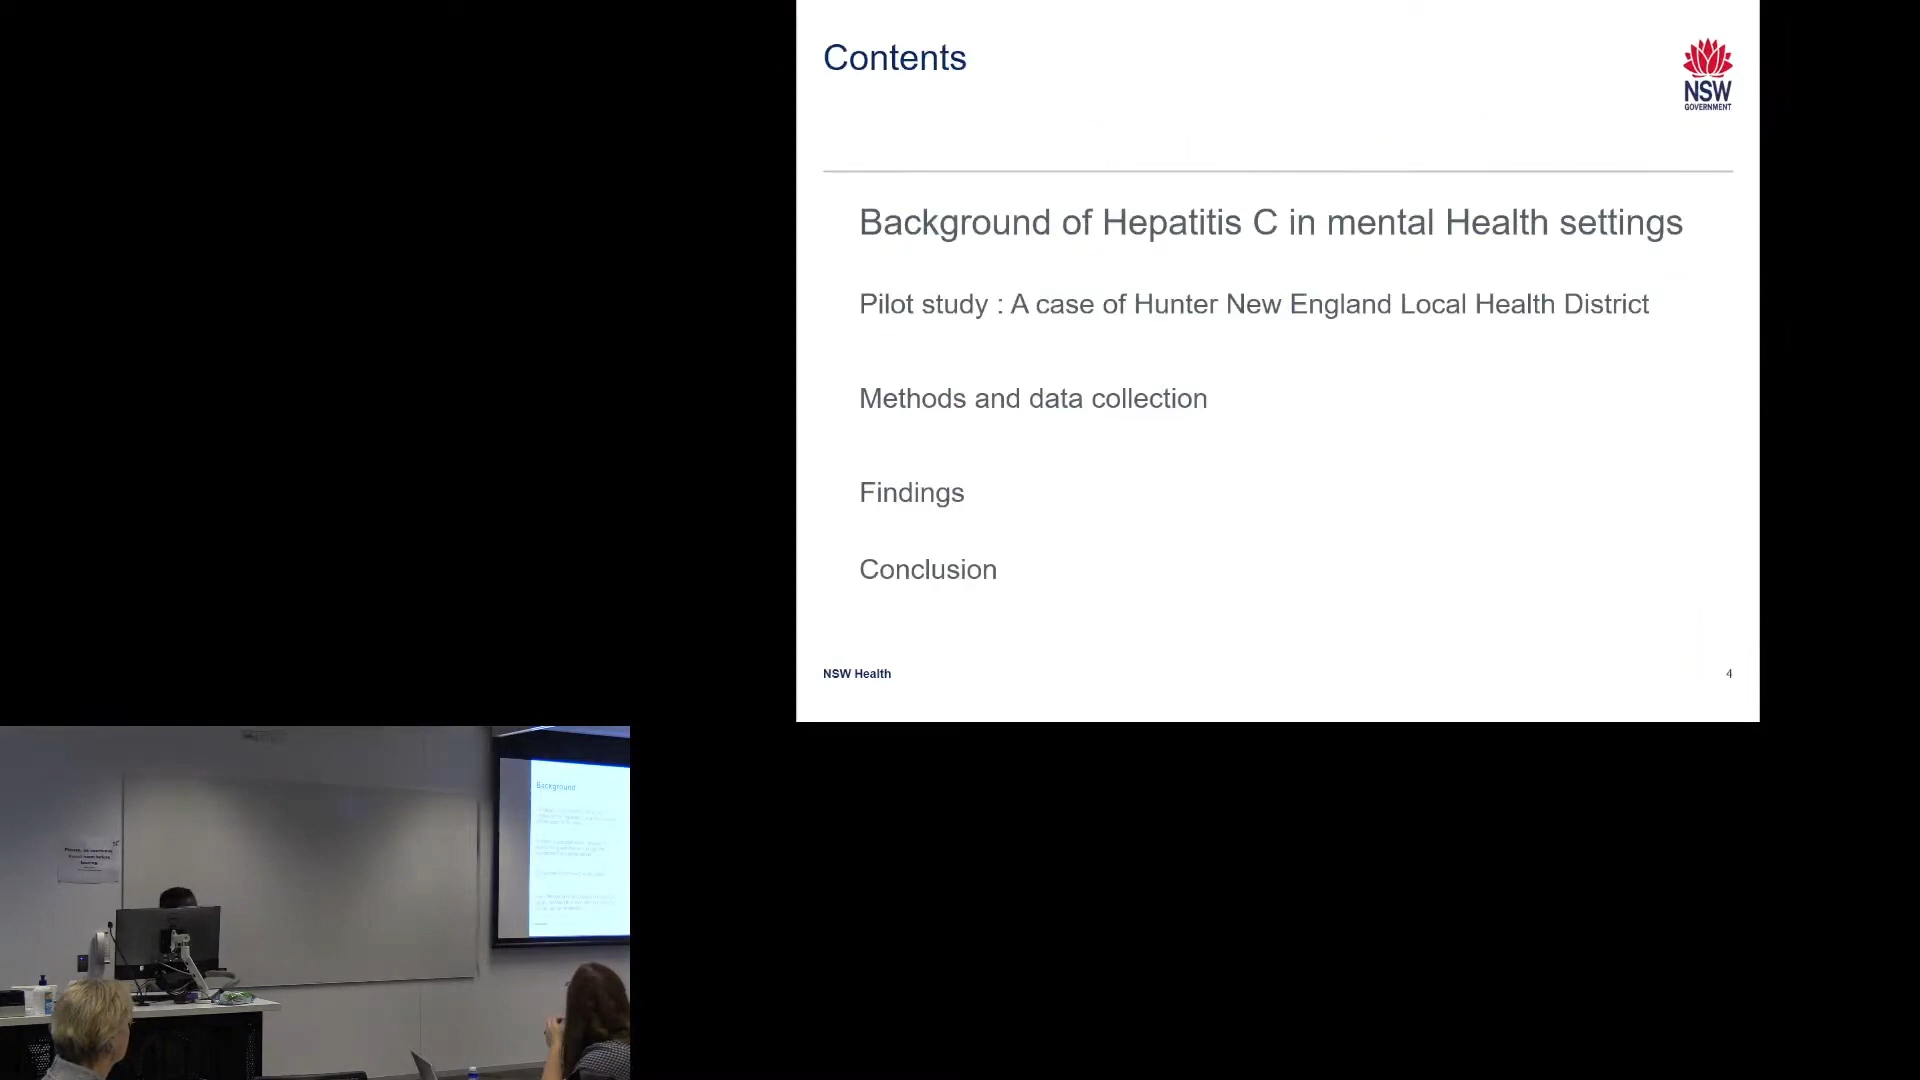 Contents
NSW
GOVERNMENT
Background of Hepatitis C in mental Health settings
Pilot study : A case of Hunter New England Local Health District
Methods and data collection
Findings
Conclusion
NSW Health
4
Background